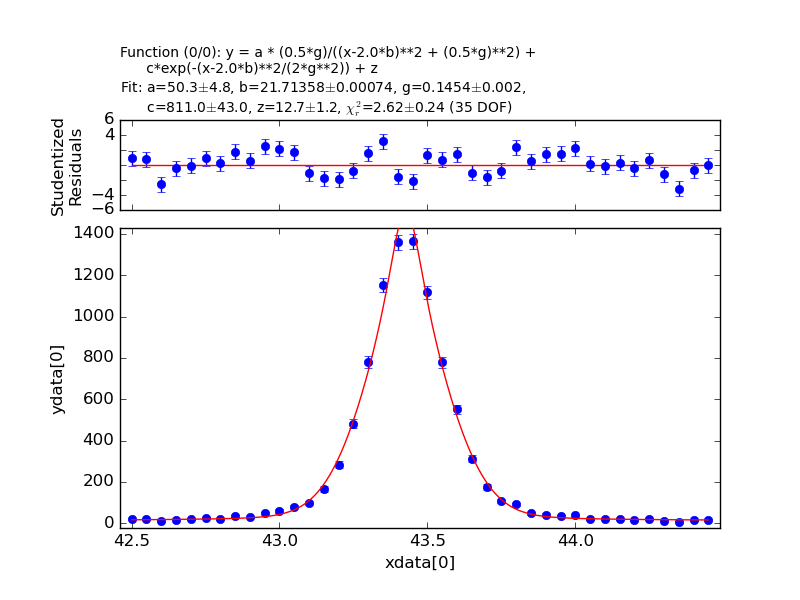 Function (0/0): y = a * (0.5*g)/((x-2.0*b)**2 + (0.5*g)**2) +
c*exp(-(x-2.0*b)**2/(2*g**2)) + z
Fit: a=50.3±4.8, b=21.71358±0.00074, g=0.1454±0.002,
c=811.0±43.0, z=12.7±1.2, χ²ᵣ=2.62±0.24 (35 DOF)
Studentized
Residuals
6
4
−4
−6
ydata[0]
1400
1200
1000
800
600
400
200
0
42.5 43.0 43.5 44.0
xdata[0]